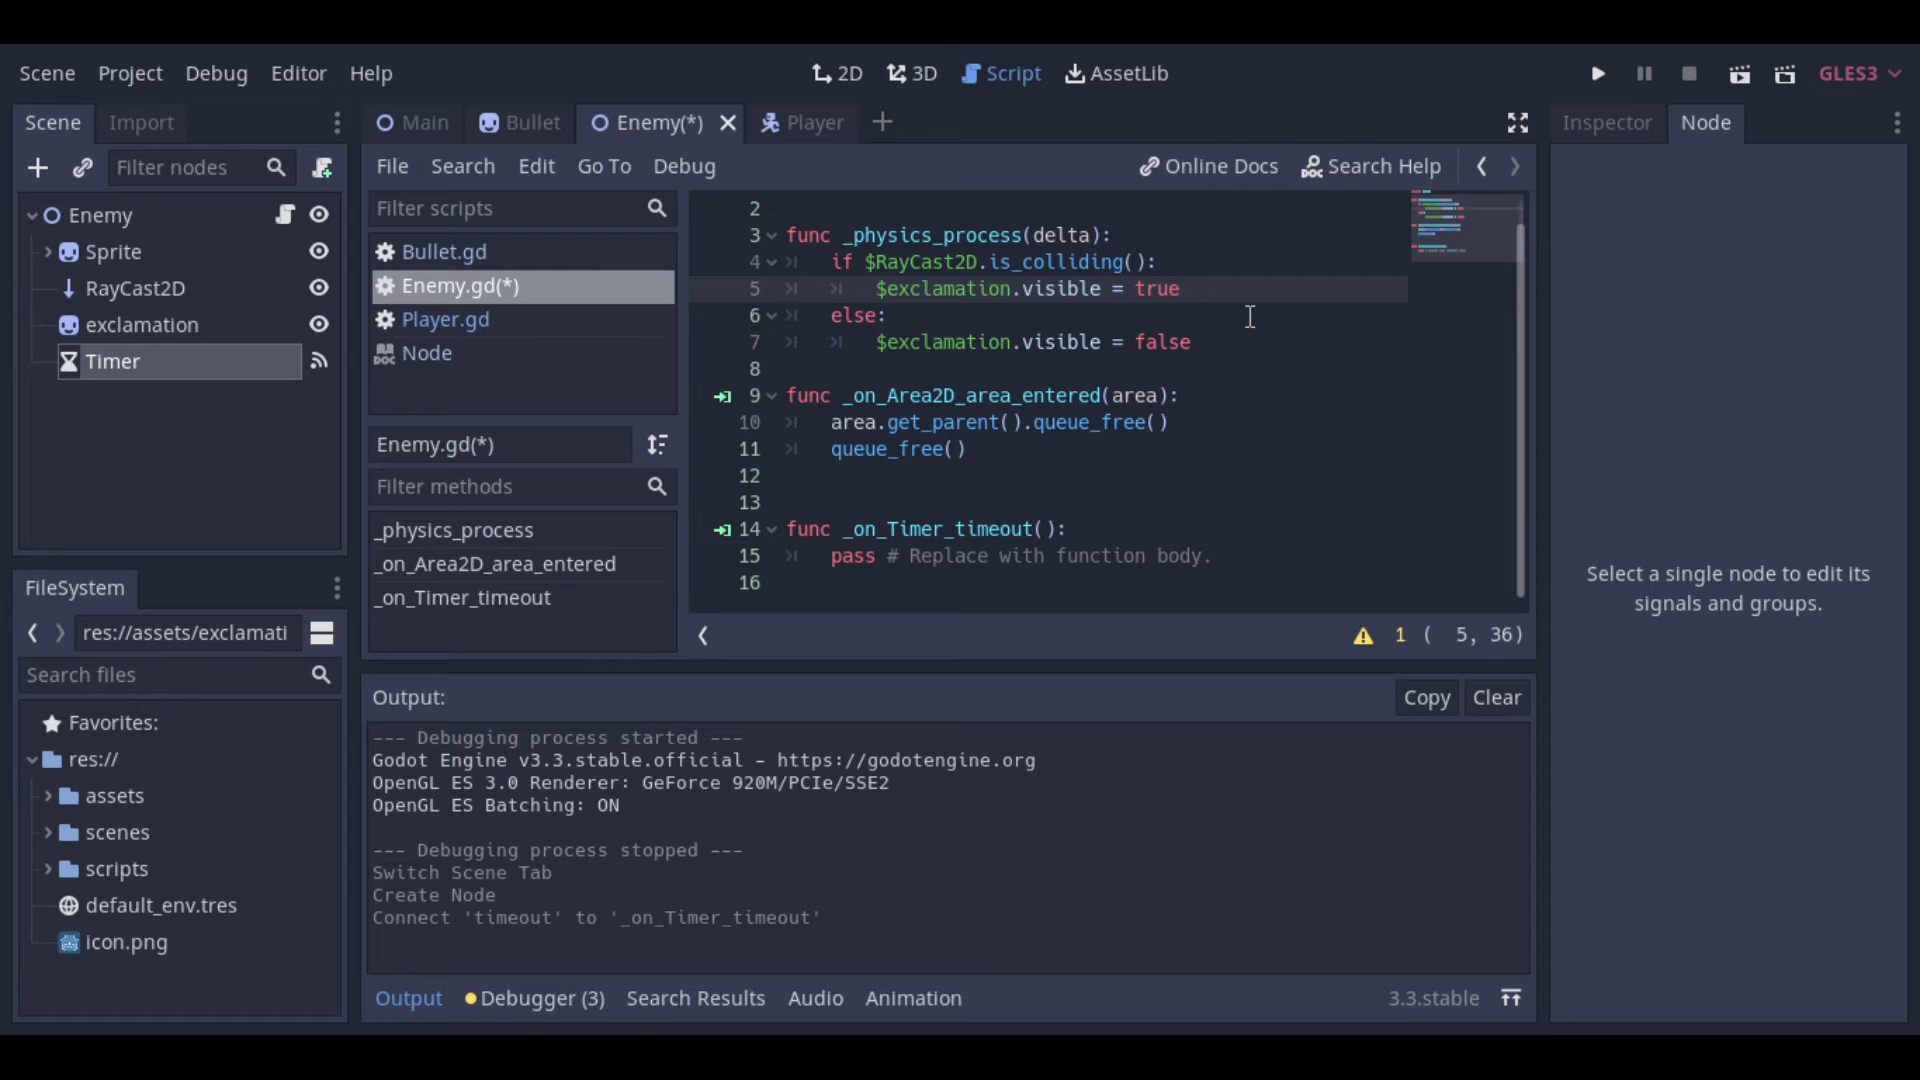 Scene Project Debug Editor Help
2D 3D Script AssetLib
GLES3
Scene Import
Filter nodes
Enemy
Sprite
RayCast2D
exclamation
Timer
FileSystem
res://assets/exclamati
Search files
Favorites:
res://
assets
scenes
scripts
default_env.tres
icon.png
Main Bullet Enemy(*) Player
File Search Edit Go To Debug
Online Docs Search Help
Filter scripts
Bullet.gd
Enemy.gd(*)
Player.gd
DOC Node
Enemy.gd(*)
Filter methods
_physics_process
_on_Area2D_area_entered
_on_Timer_timeout
2
3 func _physics_process(delta):
4 if $RayCast2D.is_colliding():
5 $exclamation.visible = true
6 else:
7 $exclamation.visible = false
8
9 func _on_Area2D_area_entered(area):
10 area.get_parent().queue_free()
11 queue_free()
12
13
14 func _on_Timer_timeout():
15 pass # Replace with function body.
16
1 ( 5, 36)
Output:
Copy Clear
--- Debugging process started ---
Godot Engine v3.3.stable.official - https://godotengine.org
OpenGL ES 3.0 Renderer: GeForce 920M/PCIe/SSE2
OpenGL ES Batching: ON
--- Debugging process stopped ---
Switch Scene Tab
Create Node
Connect 'timeout' to '_on_Timer_timeout'
Output Debugger (3) Search Results Audio Animation
3.3.stable
Inspector Node
Select a single node to edit its
signals and groups.